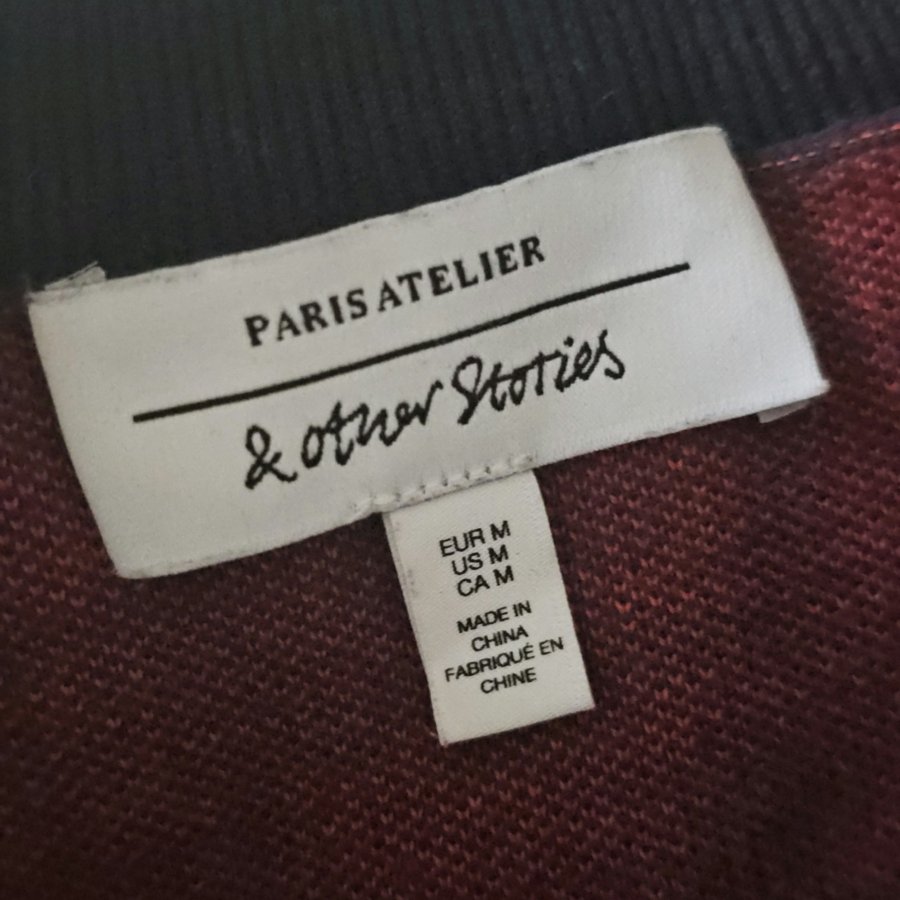 PARIS ATELIER
& other Stories
EUR M
US M
CA M
MADE IN
CHINA
FABRIQUÉ EN
CHINE